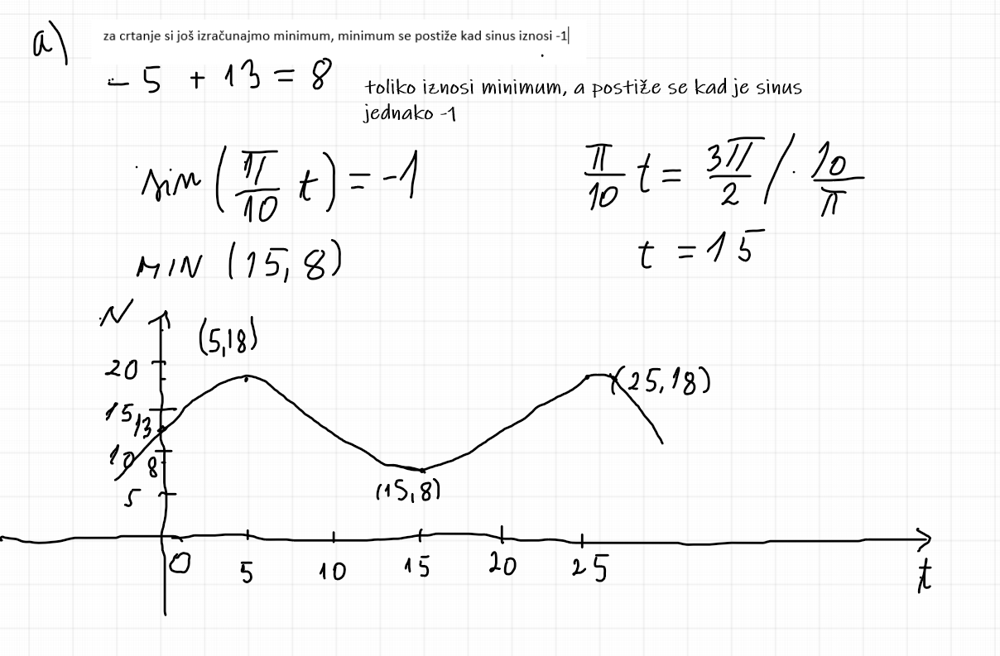 a)
za crtanje si još izračunajmo minimum, minimum se postiže kad sinus iznosi -1
- 5 + 13 = 8
toliko iznosi minimum, a postiže se kad je sinus
jednako -1
sin(π/10 t) = -1
π/10 t = 3π/2 / · 10/π
t = 15
MIN (15, 8)
N
(5,18)
20
(25,18)
15
13
10
8
(15,8)
5
0 5 10 15 20 25
t